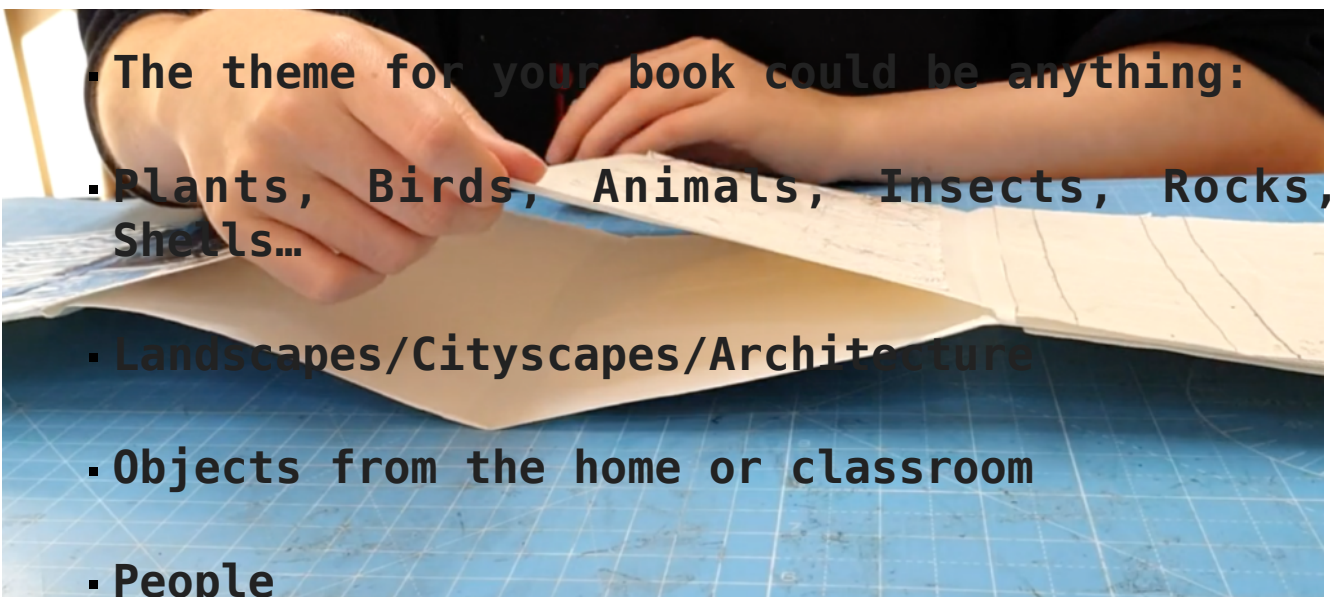 ▪ The theme for your book could be anything:
▪ Plants, Birds, Animals, Insects, Rocks,
Shells…
▪ Landscapes/Cityscapes/Architecture
▪ Objects from the home or classroom
▪ People